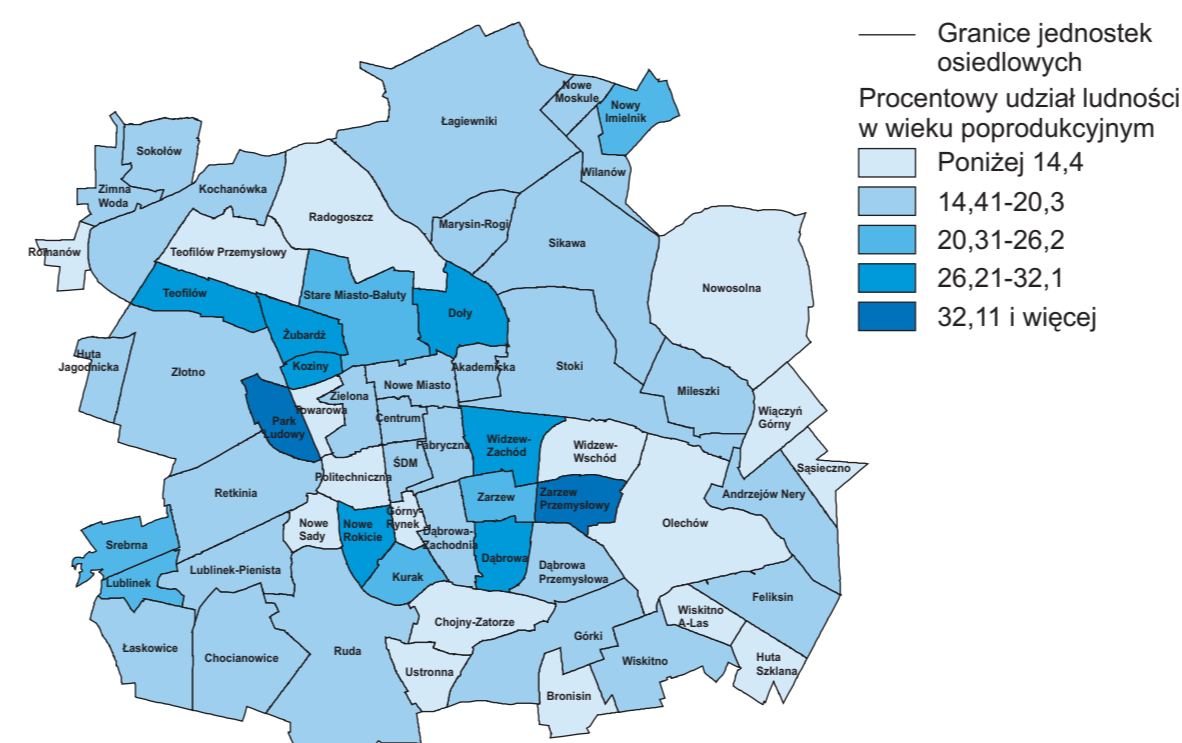 Granice jednostek
osiedlowych
Procentowy udział ludności
w wieku poprodukcyjnym
Poniżej 14,4
14,41-20,3
20,31-26,2
26,21-32,1
32,11 i więcej
Nowe
Moskule
Nowy
Imielnik
Łagiewniki
Sokołów
Wilanów
Zimna
Woda
Kochanówka
Radogoszcz
Marysin-Rogi
Sikawa
Romanów
Teofilów Przemysłowy
Nowosolna
Teofilów
Stare Miasto-Bałuty
Doły
Żubardź
Huta
Jagodnicka
Złotno
Koziny
Akademicka
Stoki
Nowe Miasto
Mileszki
Zielona
Towarowa
Park
Ludowy
Centrum
Wiączyń
Górny
Fabryczna
Widzew-
Zachód
Widzew-
Wschód
ŚDM
Sąsieczno
Politechniczna
Retkinia
Zarzew
Zarzew
Przemysłowy
Andrzejów Nery
Górny-
Rynek
Nowe
Sady
Nowe
Rokicie
Olechów
Dąbrowa-
Zachodnia
Srebrna
Dąbrowa
Dąbrowa
Przemysłowa
Lublinek-Pienista
Lublinek
Kurak
Feliksin
Wiskitno
A-Las
Chojny-Zatorze
Górki
Łaskowice
Chocianowice
Ruda
Wiskitno
Huta
Szklana
Ustronna
Bronisin